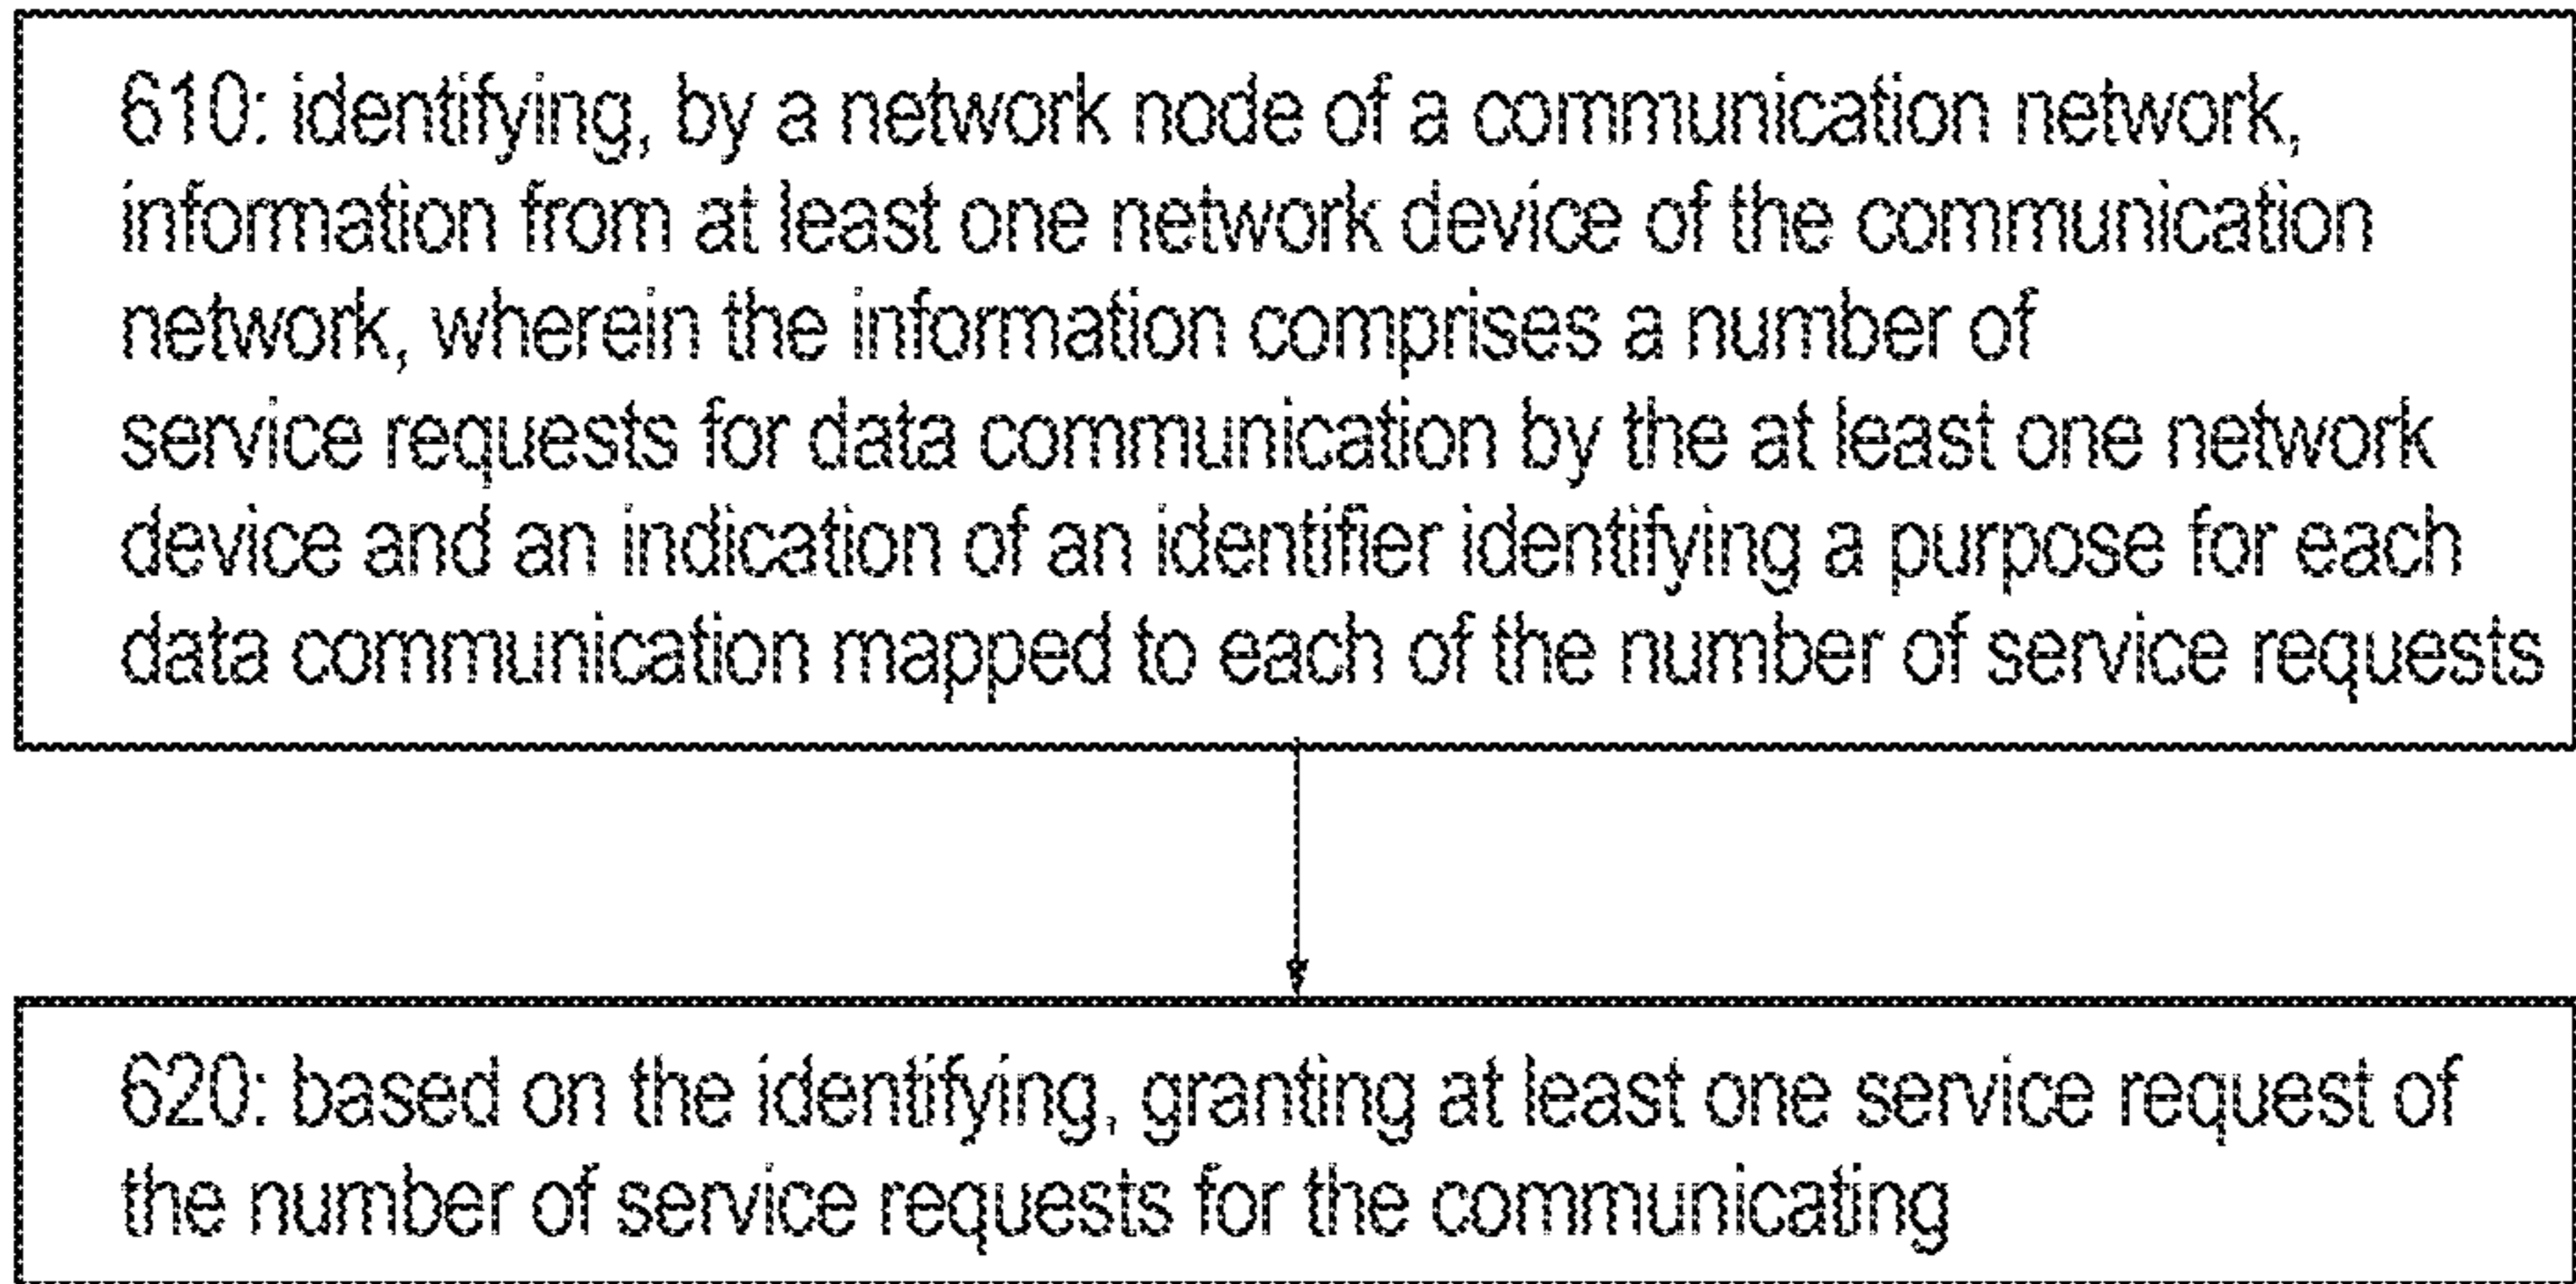 610: identifying, by a network node of a communication network,
information from at least one network device of the communication
network, wherein the information comprises a number of
service requests for data communication by the at least one network
device and an indication of an identifier identifying a purpose for each
data communication mapped to each of the number of service requests
620: based on the identifying, granting at least one service request of
the number of service requests for the communicating